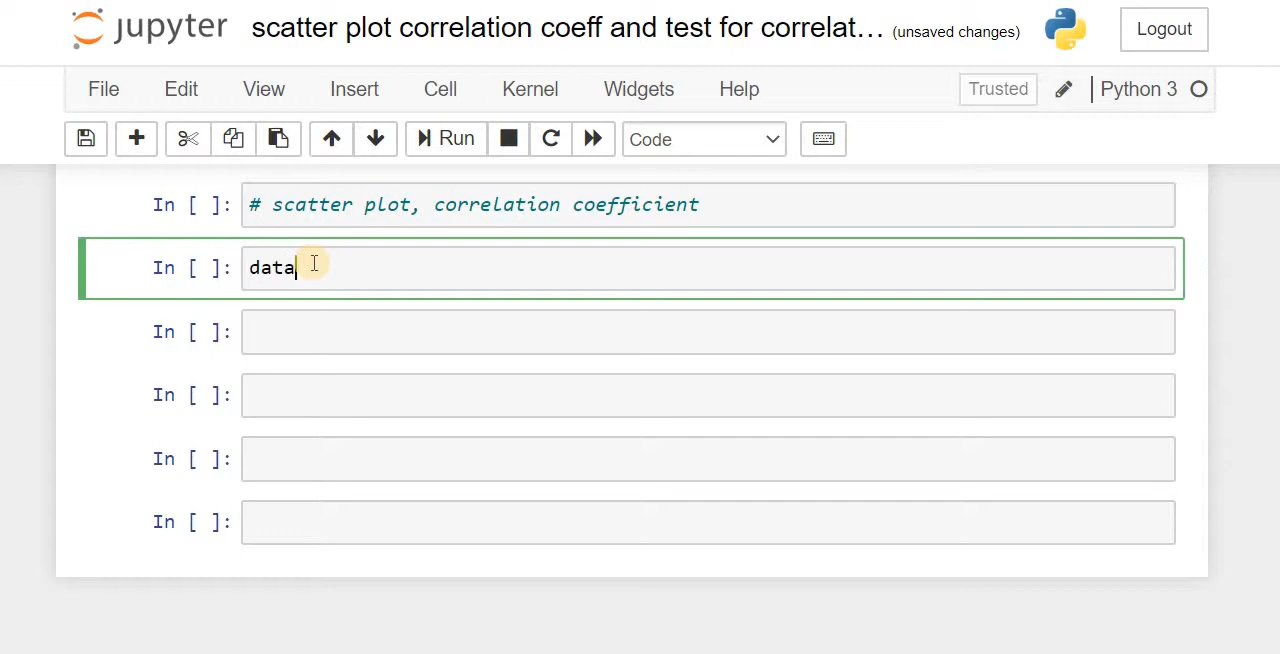 jupyter scatter plot correlation coeff and test for correlat... (unsaved changes) Logout
File Edit View Insert Cell Kernel Widgets Help Trusted Python 3
Run Code
In [ ]: # scatter plot, correlation coefficient
In [ ]: data
In [ ]:
In [ ]:
In [ ]:
In [ ]: